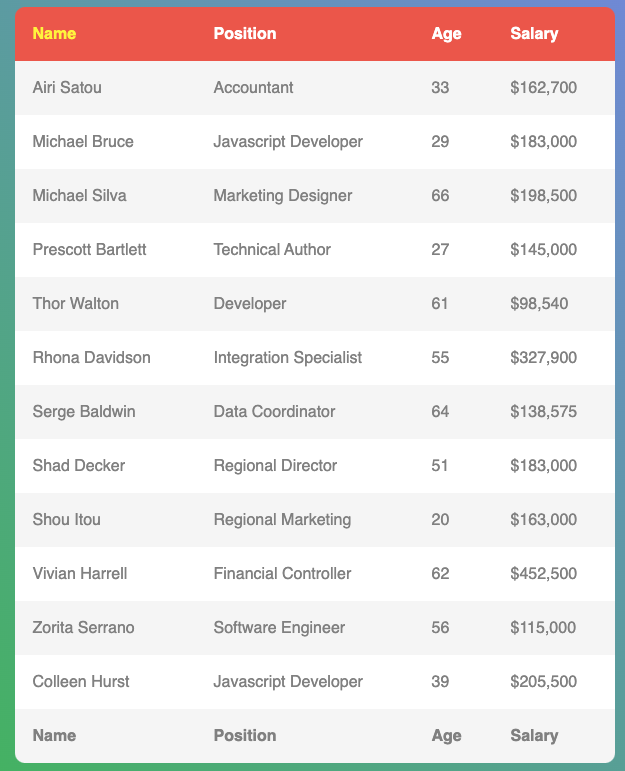 Name Position Age Salary
Airi Satou Accountant 33 $162,700
Michael Bruce Javascript Developer 29 $183,000
Michael Silva Marketing Designer 66 $198,500
Prescott Bartlett Technical Author 27 $145,000
Thor Walton Developer 61 $98,540
Rhona Davidson Integration Specialist 55 $327,900
Serge Baldwin Data Coordinator 64 $138,575
Shad Decker Regional Director 51 $183,000
Shou Itou Regional Marketing 20 $163,000
Vivian Harrell Financial Controller 62 $452,500
Zorita Serrano Software Engineer 56 $115,000
Colleen Hurst Javascript Developer 39 $205,500
Name Position Age Salary